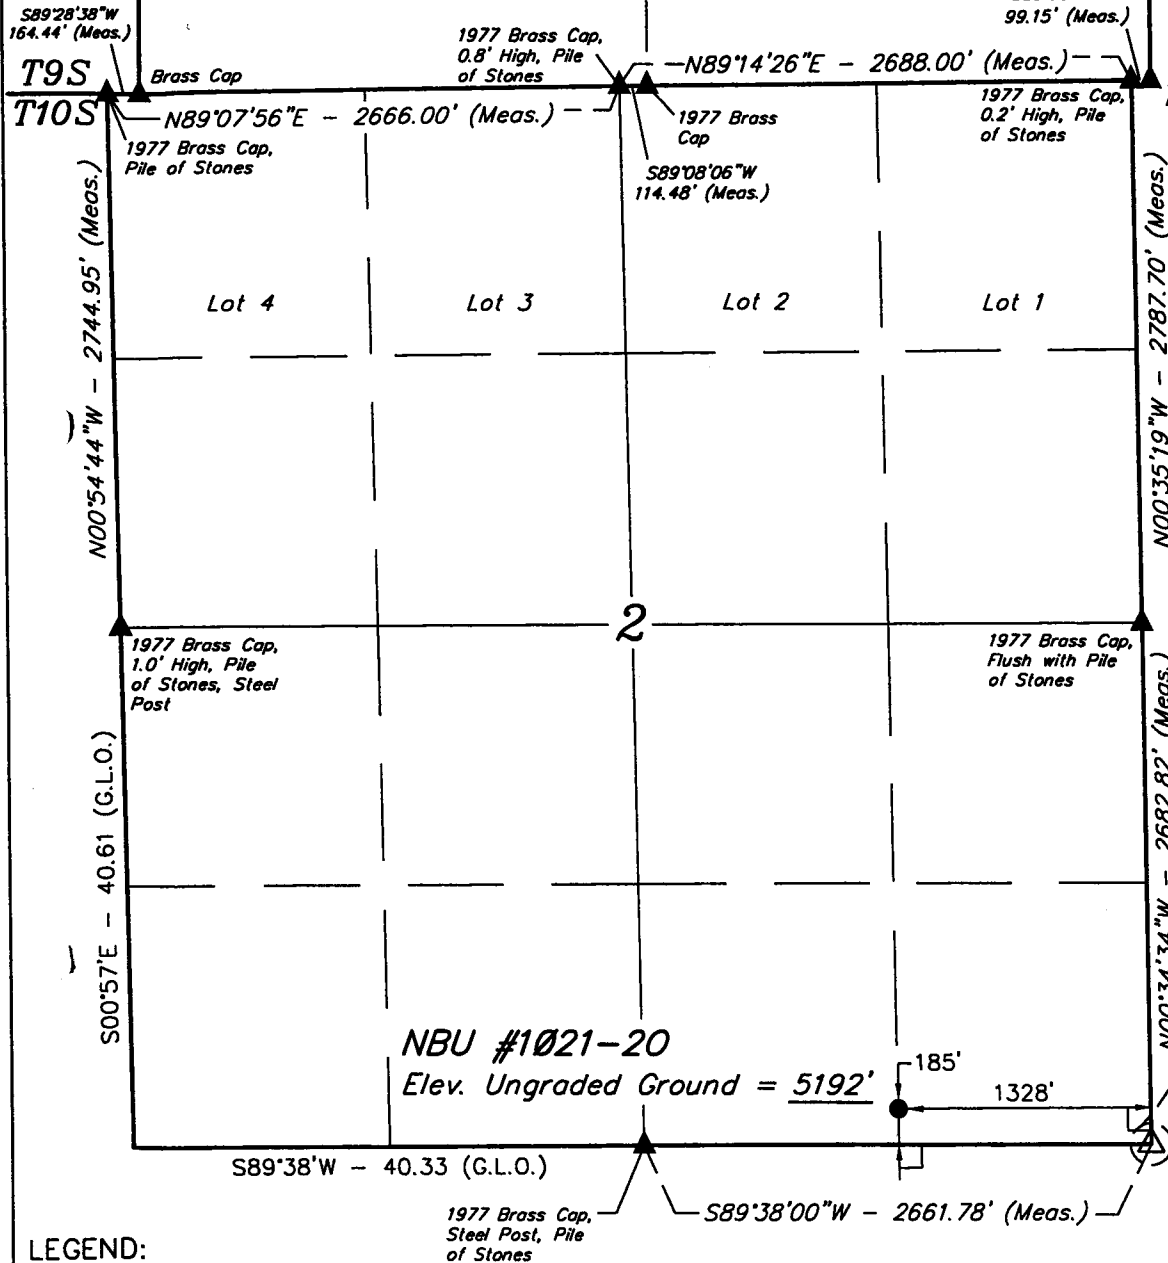 S89°28'38"W
164.44' (Meas.)
99.15' (Meas.)
1977 Brass Cap,
0.8' High, Pile
of Stones
N89°14'26"E - 2688.00' (Meas.)
T9S
Brass Cap
T10S
N89°07'56"E - 2666.00' (Meas.)
1977 Brass Cap,
Pile of Stones
1977 Brass
Cap
1977 Brass Cap,
0.2' High, Pile
of Stones
S89°08'06"W
114.48' (Meas.)
N00°54'44"W - 2744.95' (Meas.)
N00°35'19"W - 2787.70' (Meas.)
Lot 4
Lot 3
Lot 2
Lot 1
2
1977 Brass Cap,
1.0' High, Pile
of Stones, Steel
Post
1977 Brass Cap,
Flush with Pile
of Stones
S00°57'E - 40.61 (G.L.O.)
N00°34'34"W - 2682.82' (Meas.)
NBU #1Ø21-2O
Elev. Ungraded Ground = 5192'
185'
1328'
S89°38'W - 40.33 (G.L.O.)
S89°38'00"W - 2661.78' (Meas.)
1977 Brass Cap,
Steel Post, Pile
of Stones
LEGEND: